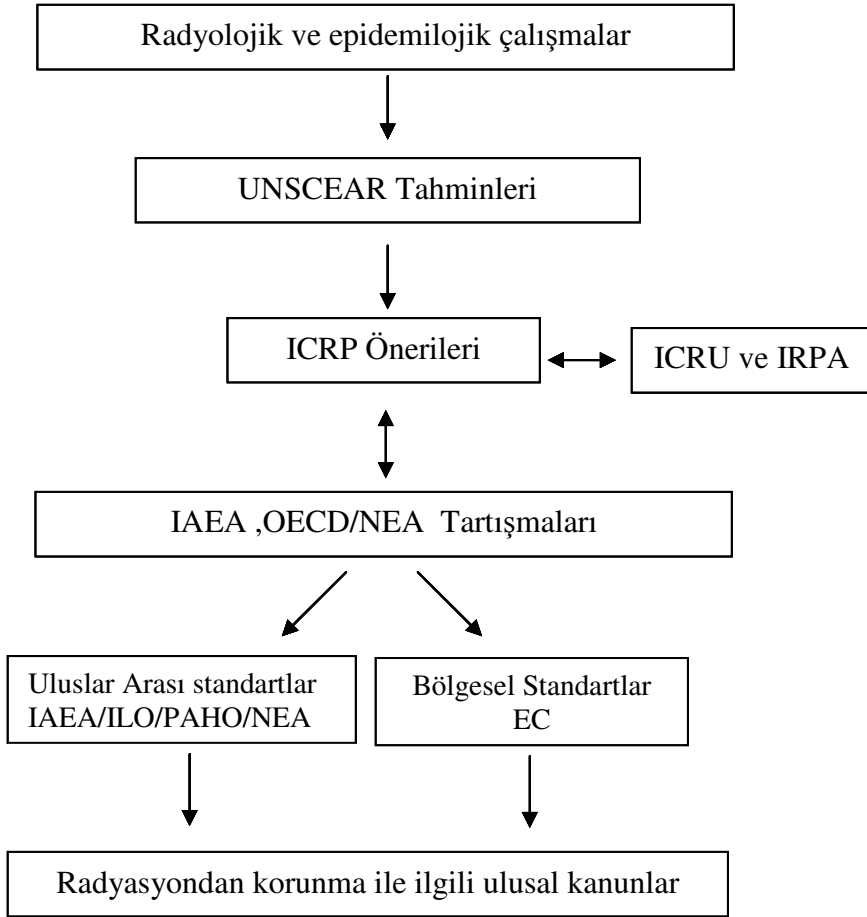 Radyolojik ve epidemilojik çalışmalar
UNSCEAR Tahminleri
ICRP Önerileri
ICRU ve IRPA
IAEA ,OECD/NEA Tartışmaları
Uluslar Arası standartlar
IAEA/ILO/PAHO/NEA
Bölgesel Standartlar
EC
Radyasyondan korunma ile ilgili ulusal kanunlar